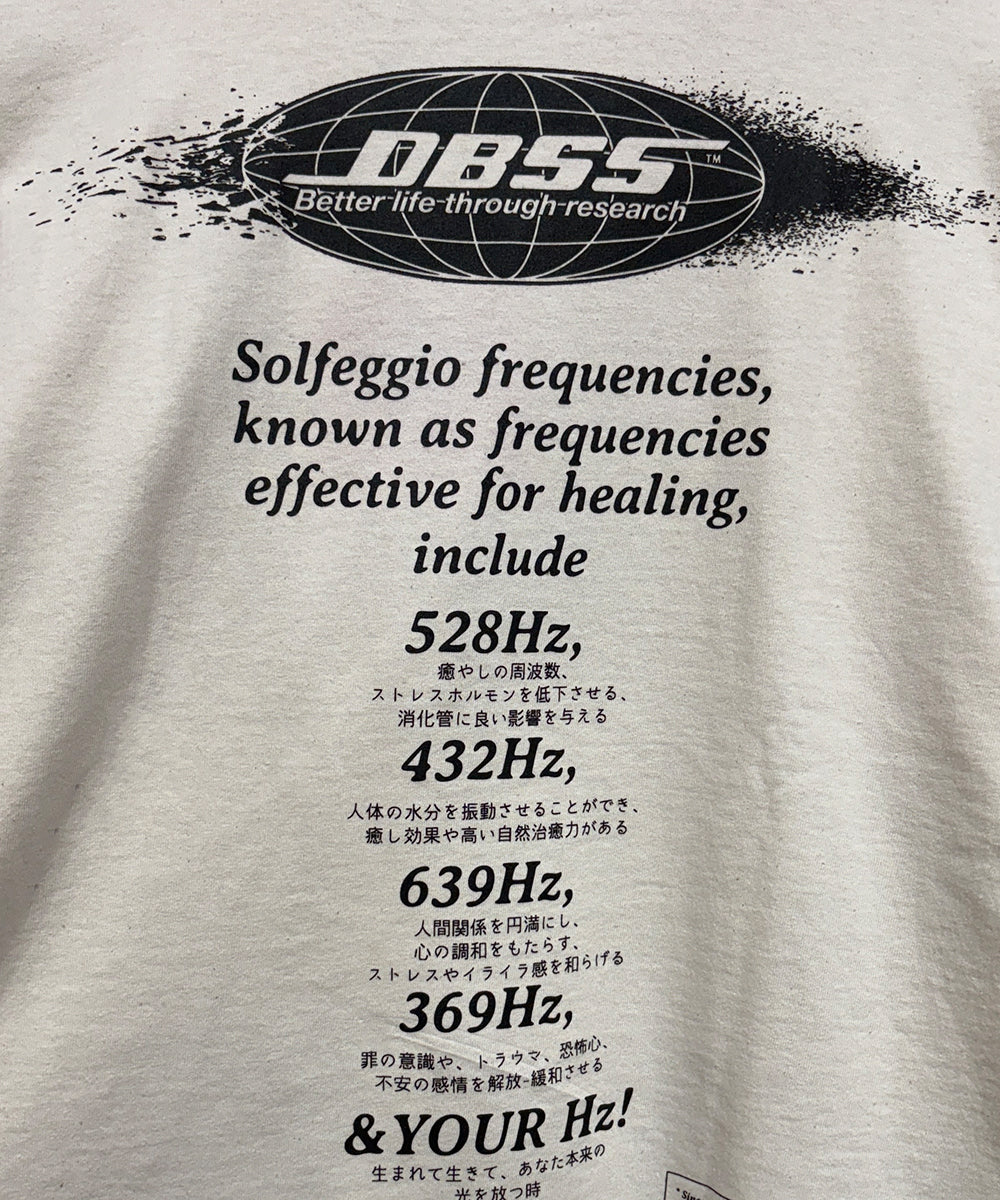 DBSS™
Better life through research
Solfeggio frequencies,
known as frequencies
effective for healing,
include
528Hz,
癒やしの周波数、
ストレスホルモンを低下させる、
消化管に良い影響を与える
432Hz,
人体の水分を振動させることができ、
癒し効果や高い自然治癒力がある
639Hz,
人間関係を円満にし、
心の調和をもたらす、
ストレスやイライラ感を和らげる
369Hz,
罪の意識や、トラウマ、恐怖心、
不安の感情を解放-緩和させる
&YOUR Hz!
生まれて生きて、あなた本来の
光を放つ時